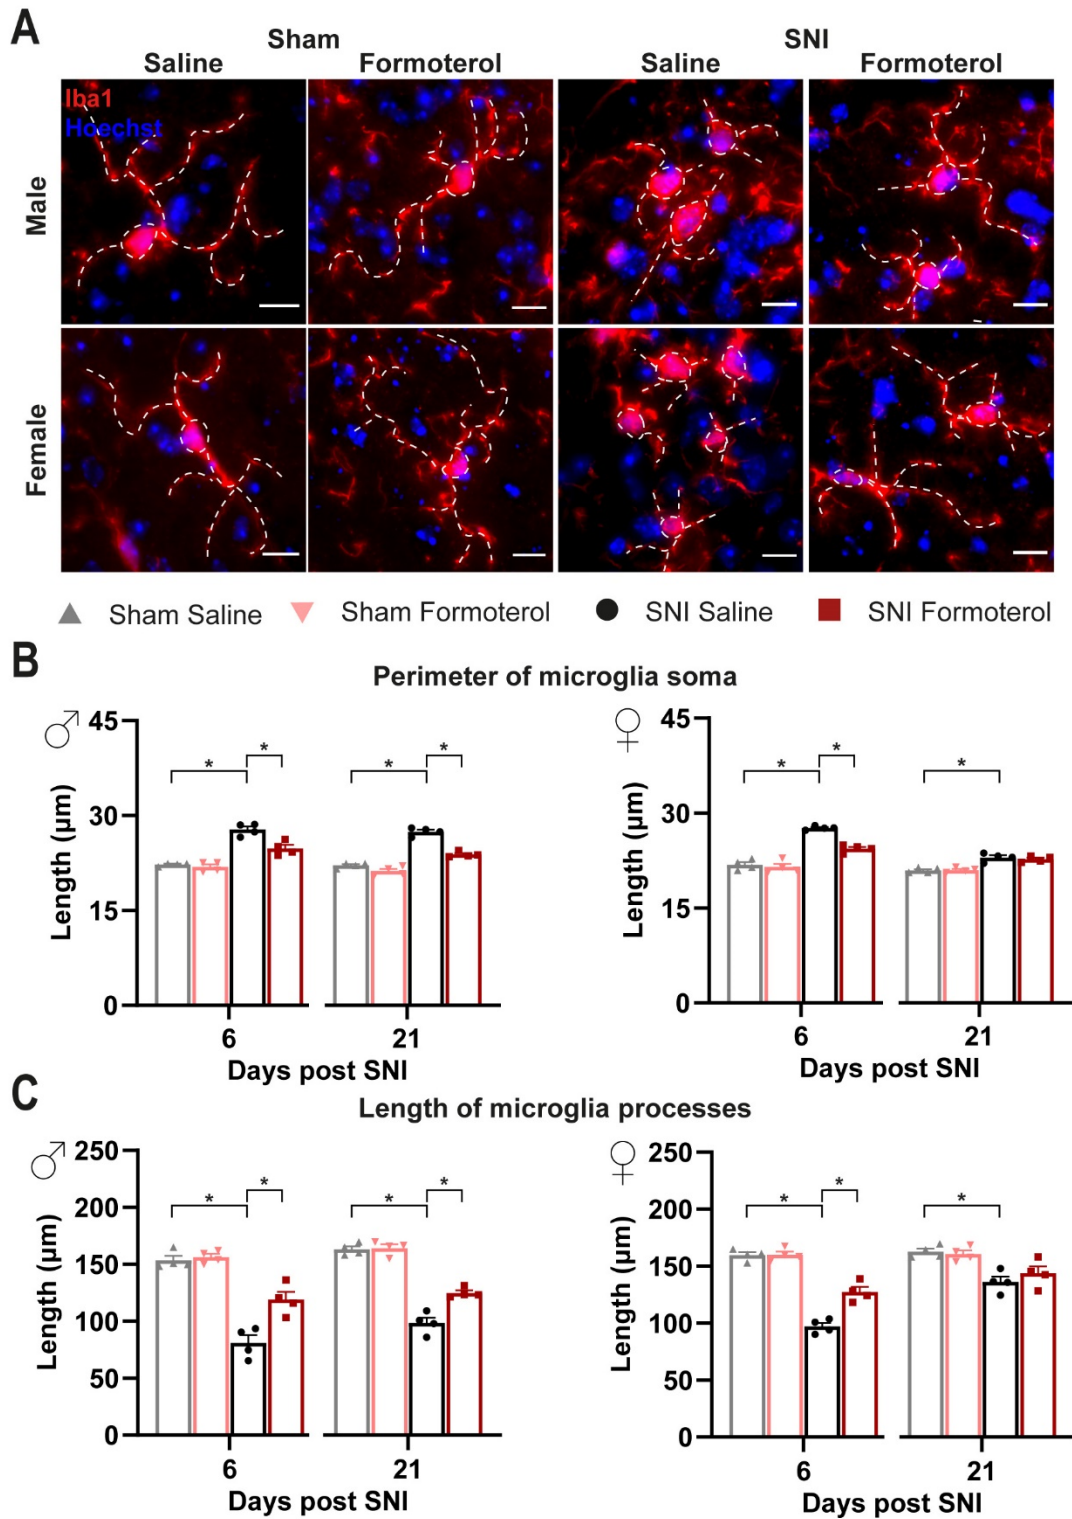 A
Sham SNI
Saline Formoterol Saline Formoterol
Iba1
Hoechst
Male
Female
Sham Saline Sham Formoterol SNI Saline SNI Formoterol
B
Perimeter of microglia soma
♂ ♀
Length (µm) 45 30 15 0
* * * *
6 21
Days post SNI
Length (µm) 45 30 15 0
* * *
6 21
Days post SNI
C
Length of microglia processes
♂ ♀
Length (µm) 250 200 150 100 50 0
* * * *
6 21
Days post SNI
Length (µm) 250 200 150 100 50 0
* * *
6 21
Days post SNI